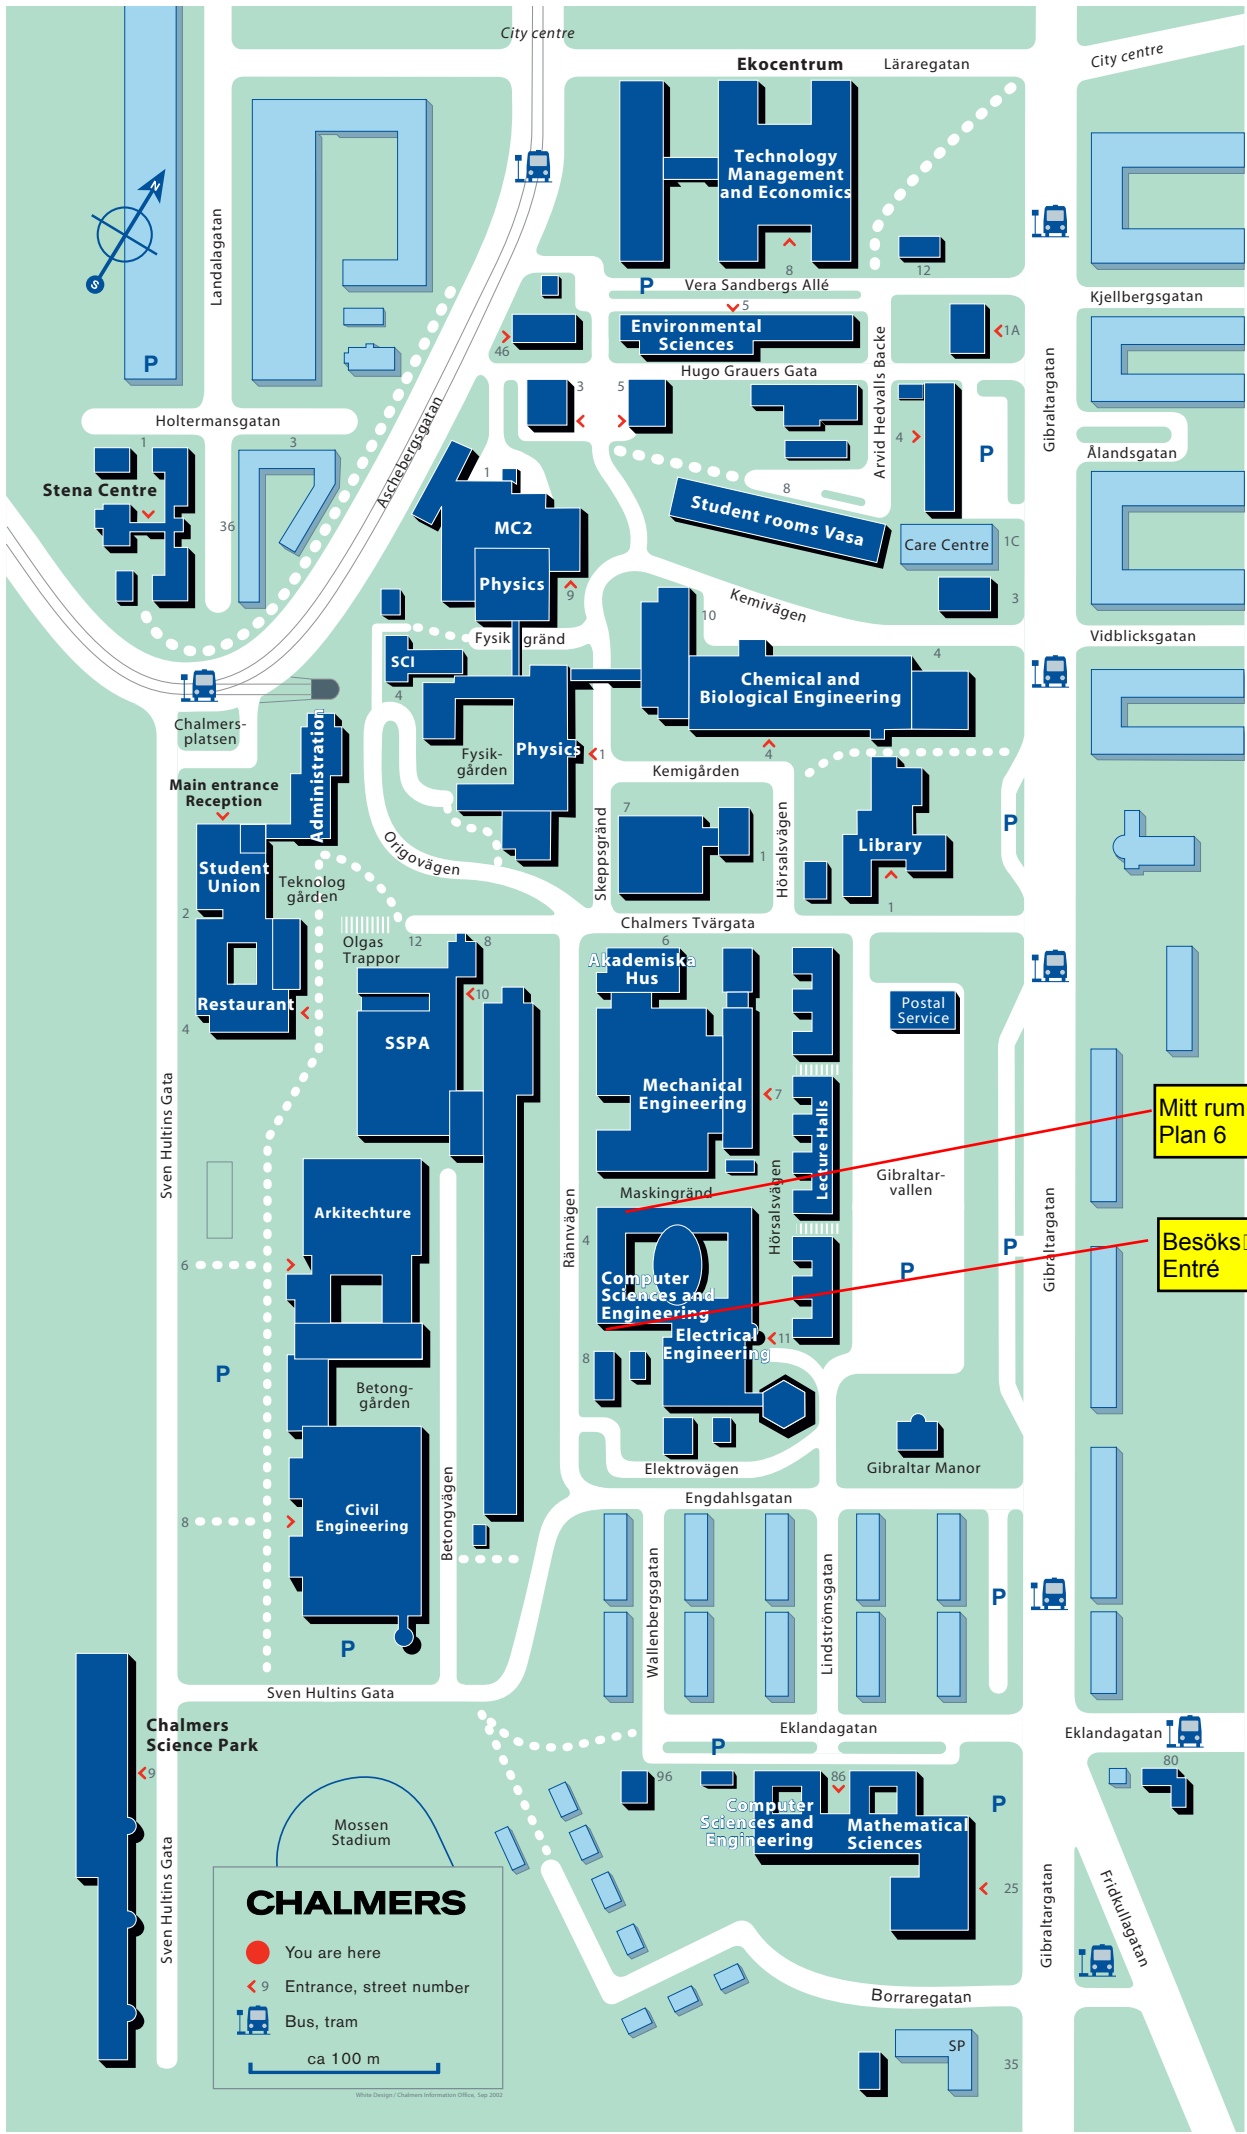 City centre
City centre
Ekocentrum
Läraregatan
Technology
Management
and Economics
N
S
Landalagatan
8
12
P
Vera Sandbergs Allé
Kjellbergsgatan
5
Environmental
Sciences
46
1A
P
Hugo Grauers Gata
Arvid Hedvalls Backe
Gibraltargatan
3
5
Holtermansgatan
Aschebergsgatan
1
3
4
P
Ålandsgatan
Stena Centre
36
1
8
MC2
Student rooms Vasa
Care Centre
1C
Physics
9
3
10
Kemivägen
Fysikgränd
Vidblicksgatan
SCI
4
4
Chemical and
Biological Engineering
Chalmers-
platsen
Administration
Fysik-
gården
Physics
1
4
Kemigården
Main entrance
Reception
Origovägen
Skeppsgränd
7
1
Hörsalsvägen
P
Library
1
Student
Union
Teknolog
gården
2
Chalmers Tvärgata
Olgas
Trappor
12
8
6
Akademiska
Hus
10
Restaurant
4
SSPA
Postal
Service
Mechanical
Engineering
7
Lecture Halls
Mitt rum
Plan 6
Sven Hultins Gata
Rännvägen
Maskingränd
Hörsalsvägen
Gibraltar-
vallen
Gibraltargatan
Arkitechture
4
6
P
P
Besöks
Entré
Computer
Sciences and
Engineering
Electrical
Engineering
11
8
P
Betong-
gården
Elektrovägen
Gibraltar Manor
Betongvägen
Engdahlsgatan
8
Civil
Engineering
Wallenbergsgatan
Lindströmsgatan
P
P
Sven Hultins Gata
Chalmers
Science Park
9
Eklandagatan
Eklandagatan
P
96
86
80
Computer
Sciences and
Engineering
Mathematical
Sciences
P
Mossen
Stadium
25
Sven Hultins Gata
Gibraltargatan
Fridkullagatan
CHALMERS
You are here
9 Entrance, street number
Bus, tram
ca 100 m
Borraregatan
SP
35
White Design / Chalmers Information Office, Sep 2002